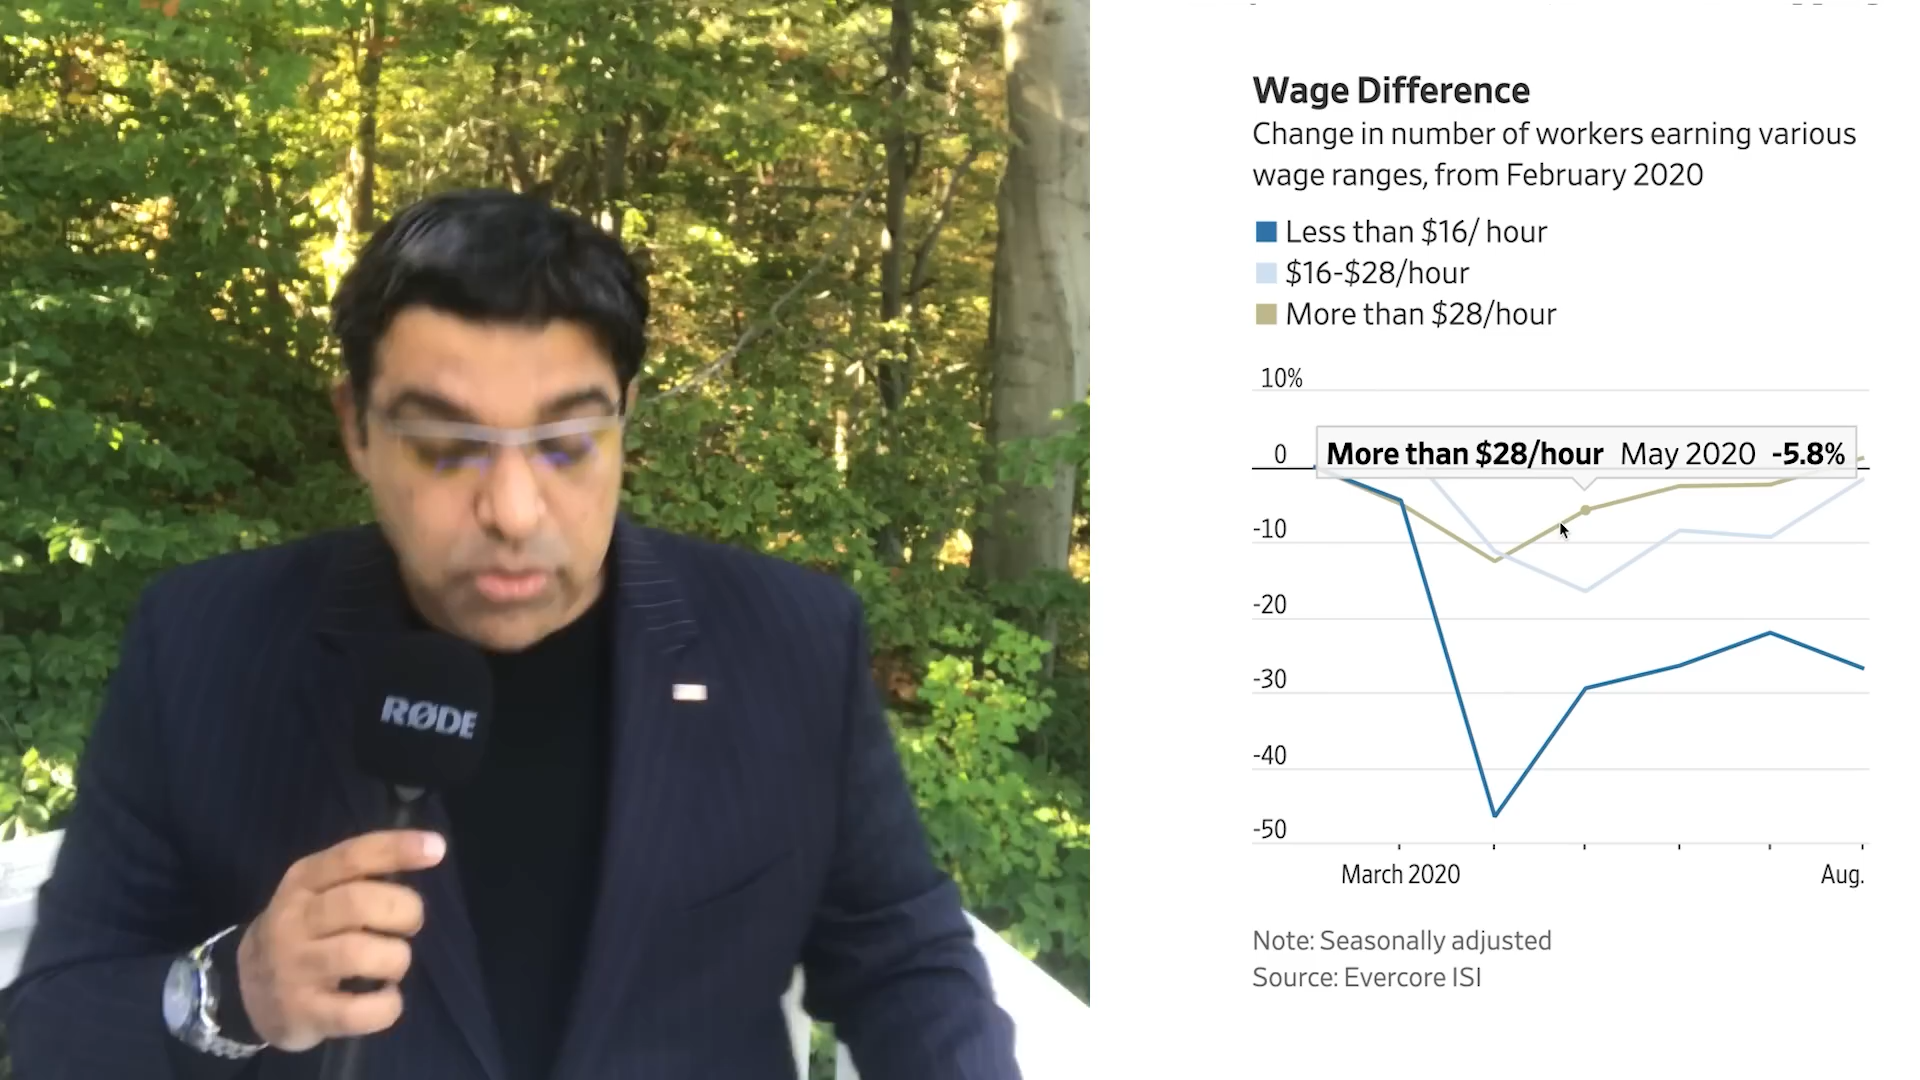 RØDE
Wage Difference
Change in number of workers earning various
wage ranges, from February 2020
Less than $16/ hour
$16-$28/hour
More than $28/hour
10%
0
More than $28/hour May 2020 -5.8%
-10
-20
-30
-40
-50
March 2020
Aug.
Note: Seasonally adjusted
Source: Evercore ISI